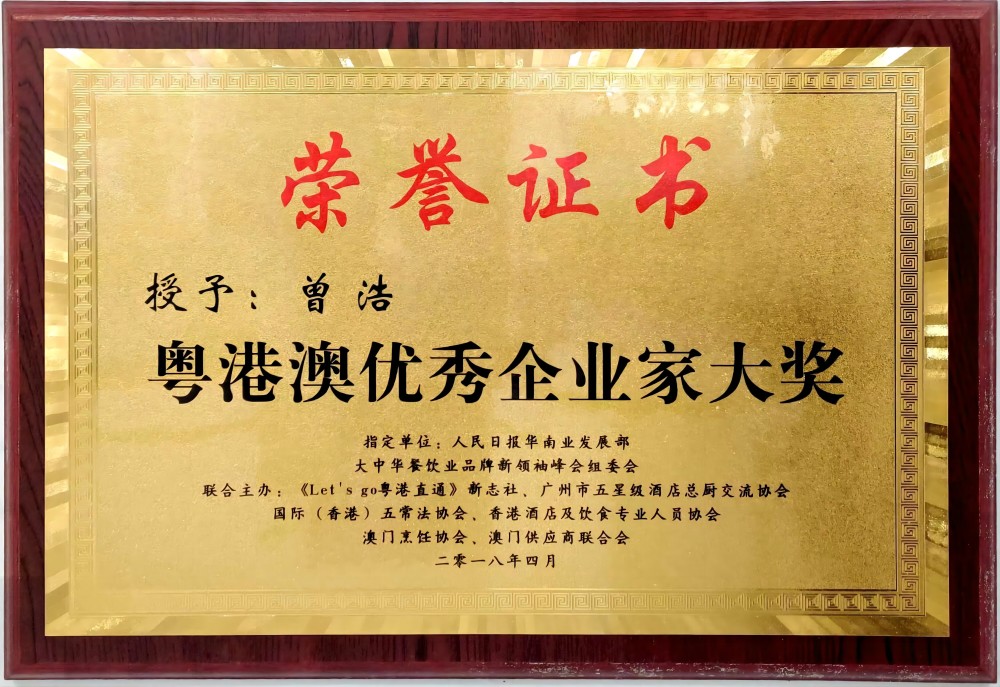 荣誉证书
授予：曾浩
粤港澳优秀企业家大奖
指定单位：人民日报华南业发展部
大中华餐饮业品牌新领袖峰会组委会
联合主办：《Let's go粤港直通》新志社、广州市五星级酒店总厨交流协会
国际（香港）五常法协会、香港酒店及饮食专业人员协会
澳门烹饪协会、澳门供应商联合会
二零一八年四月